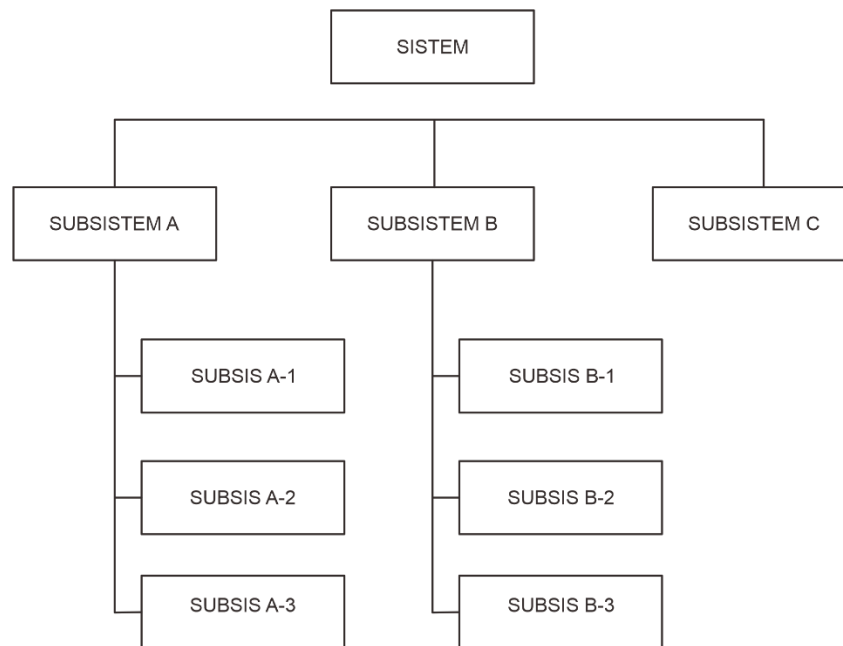 SISTEM
SUBSISTEM A
SUBSISTEM B
SUBSISTEM C
SUBSIS A-1
SUBSIS B-1
SUBSIS A-2
SUBSIS B-2
SUBSIS A-3
SUBSIS B-3